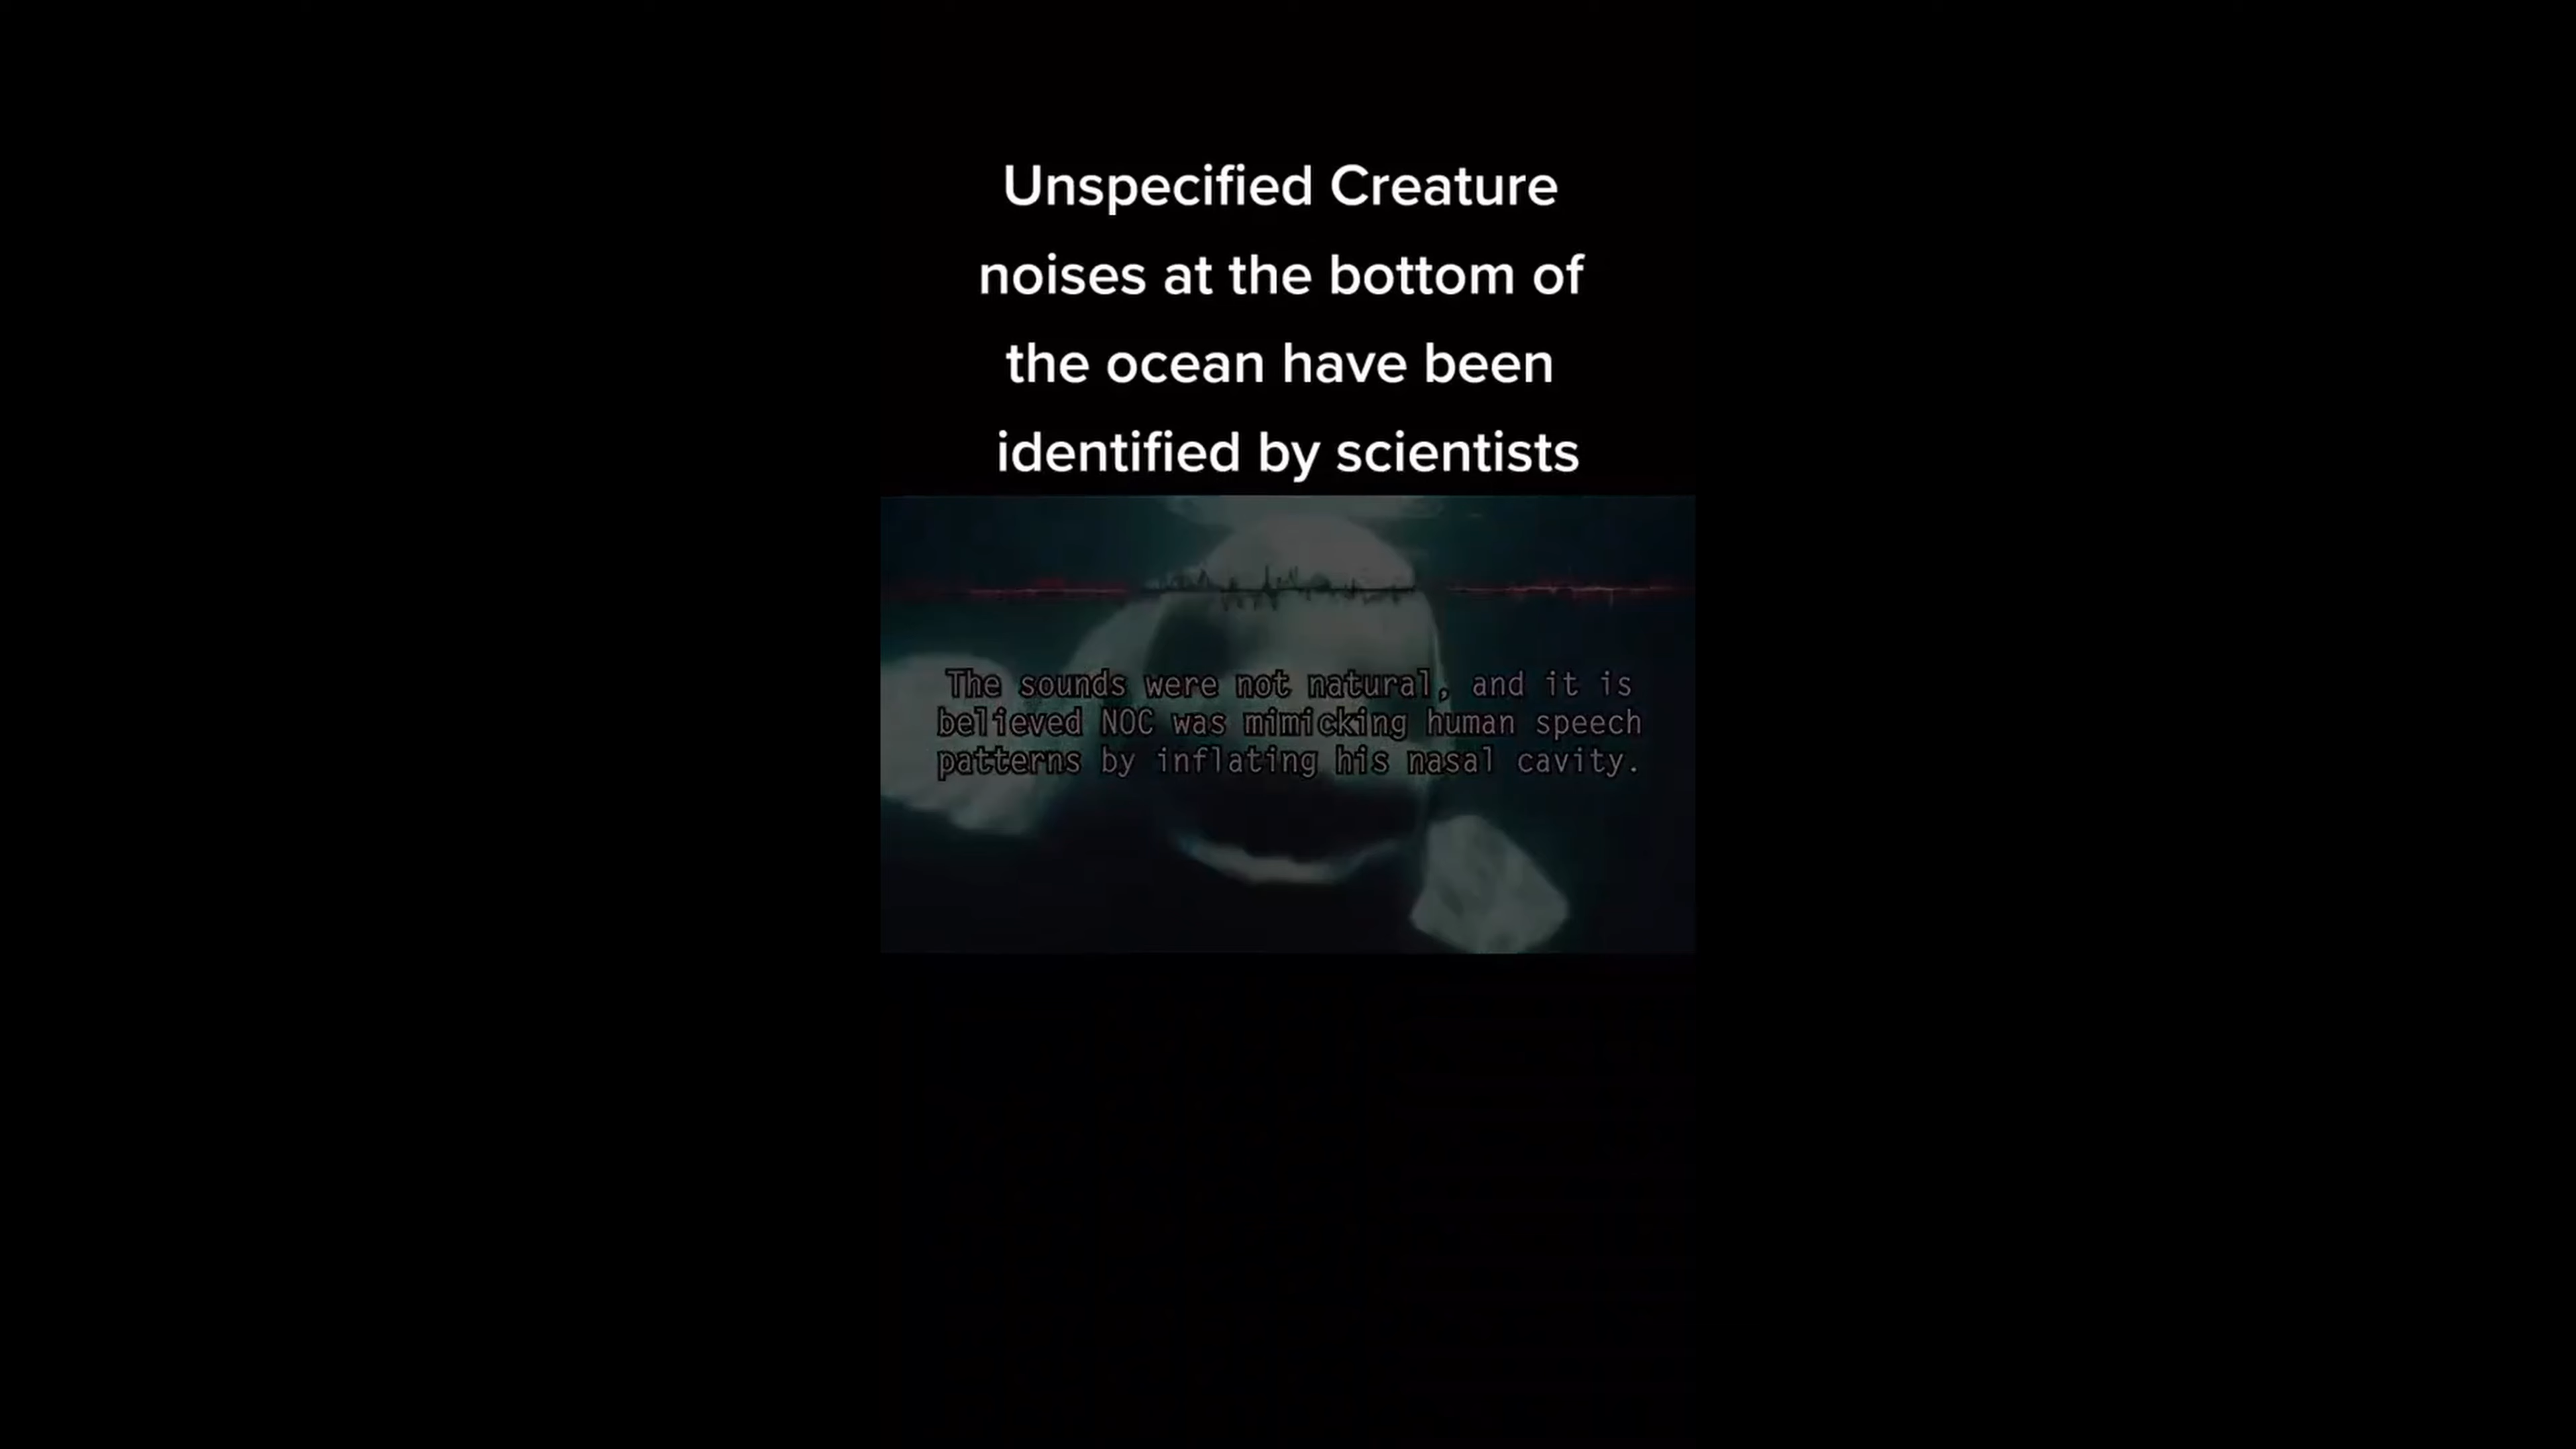 Unspecified Creature
noises at the bottom of
the ocean have been
identified by scientists
The sounds were not natural, and it is
believed NOC was mimicking human speech
patterns by inflating his nasal cavity.